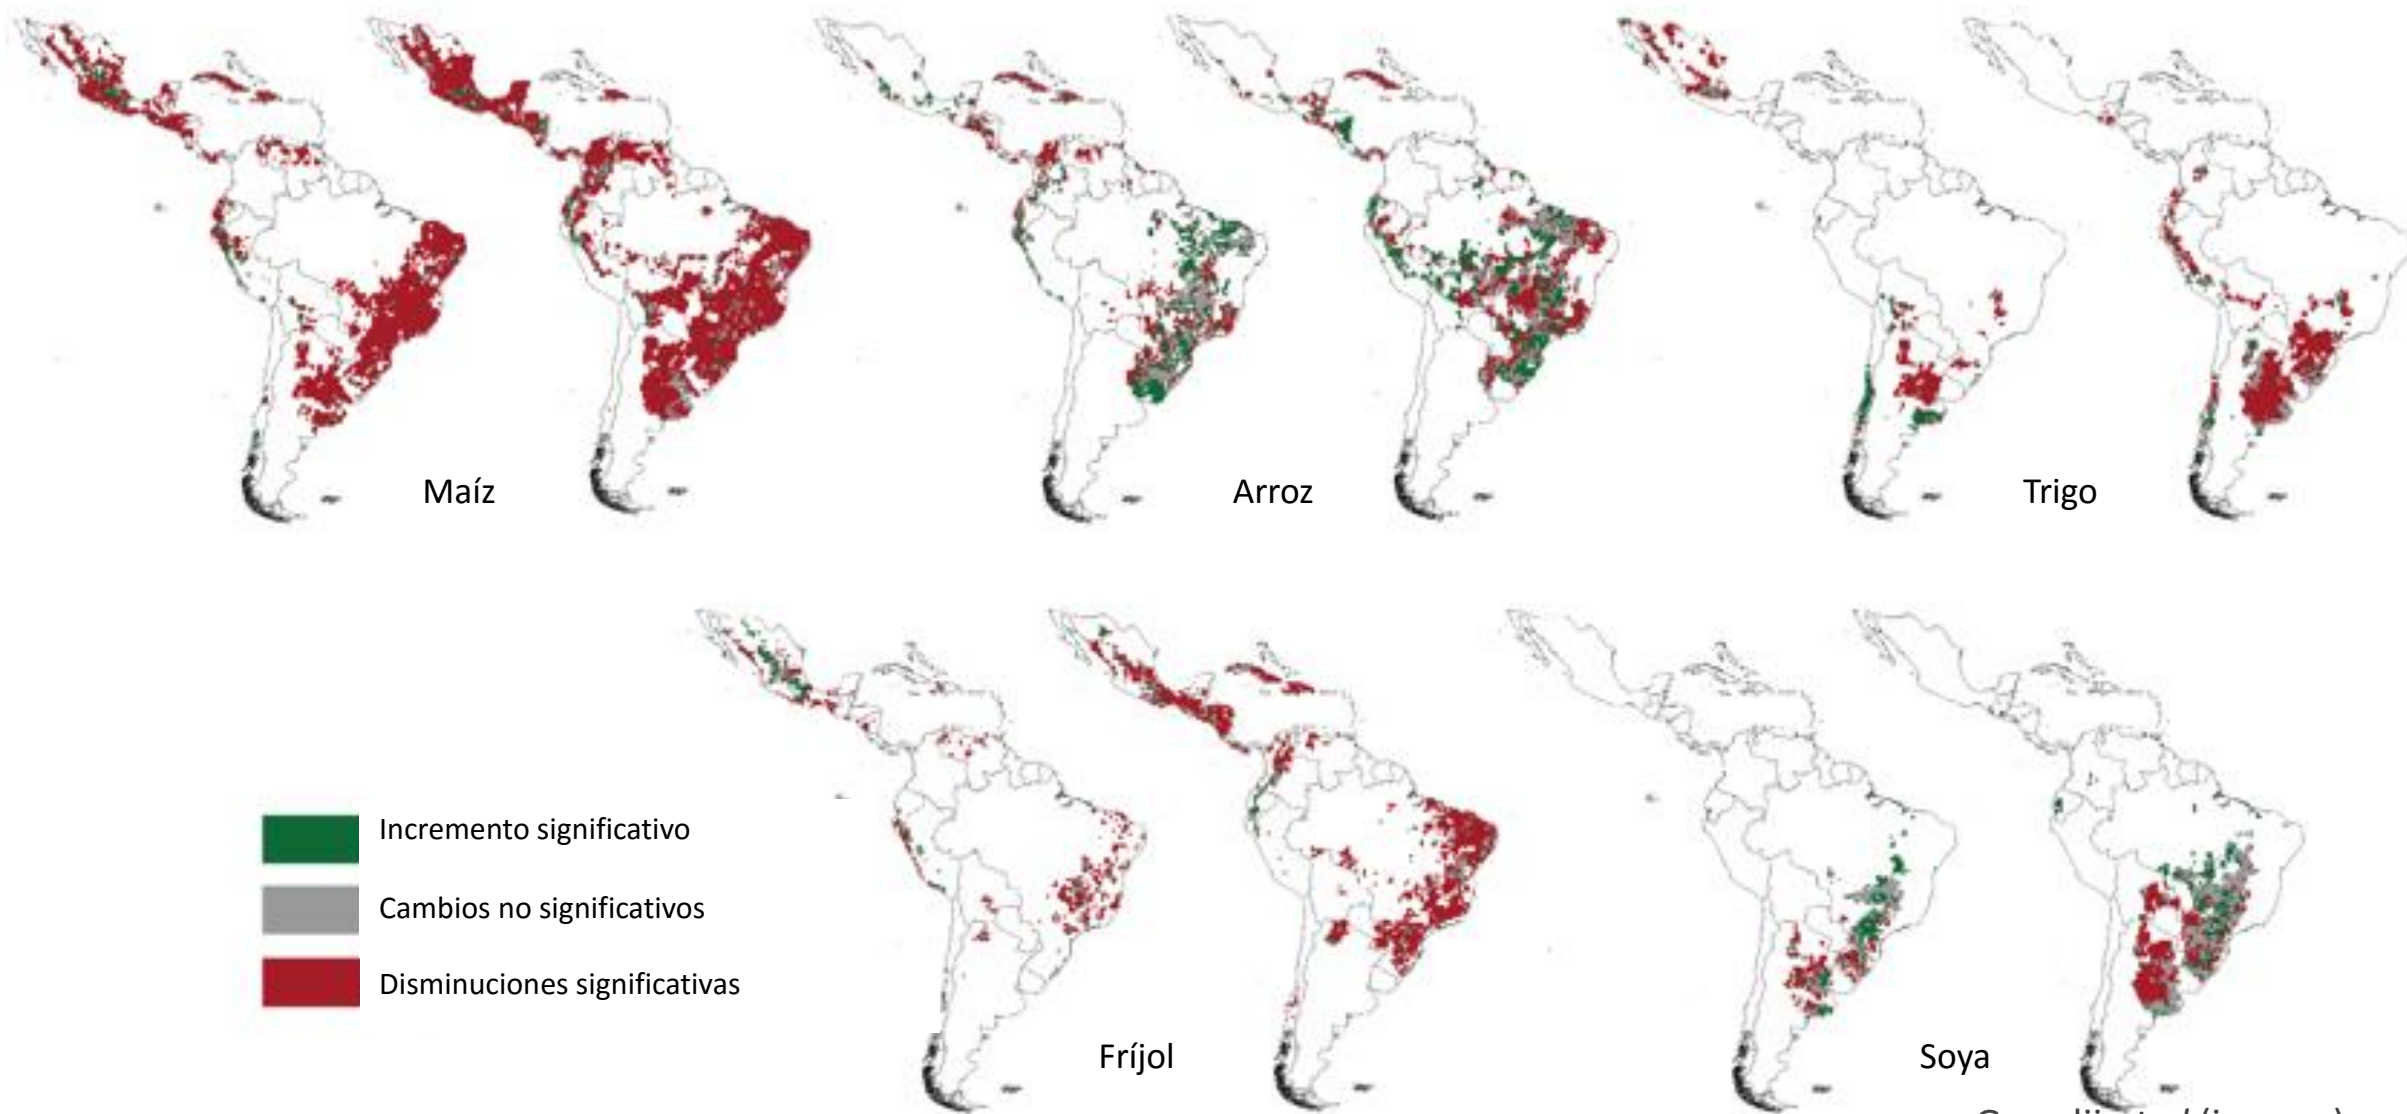 Maíz
Arroz
Trigo
Incremento significativo
Cambios no significativos
Disminuciones significativas
Fríjol
Soya